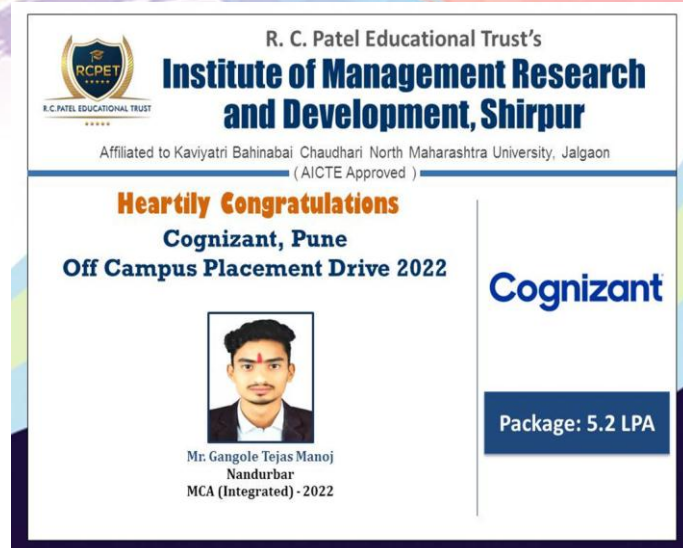 RCPET
R.C.PATEL EDUCATIONAL TRUST
R. C. Patel Educational Trust's
Institute of Management Research
and Development, Shirpur
Affiliated to Kaviyatri Bahinabai Chaudhari North Maharashtra University, Jalgaon
( AICTE Approved )
Heartily Congratulations
Cognizant, Pune
Off Campus Placement Drive 2022
Mr. Gangole Tejas Manoj
Nandurbar
MCA (Integrated) - 2022
Cognizant
Package: 5.2 LPA